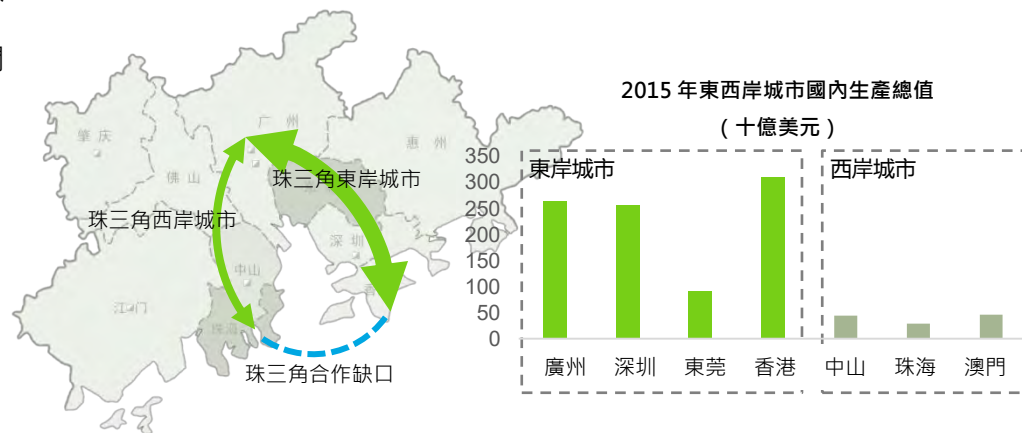 肇庆
广州
惠州
佛山
珠三角東岸城市
珠三角西岸城市
深圳
中山
香
江门
珠海
珠三角合作缺口
2015 年東西岸城市國內生產總值
（十億美元）
350
300
250
200
150
100
50
0
東岸城市
西岸城市
廣州 深圳 東莞 香港 中山 珠海 澳門